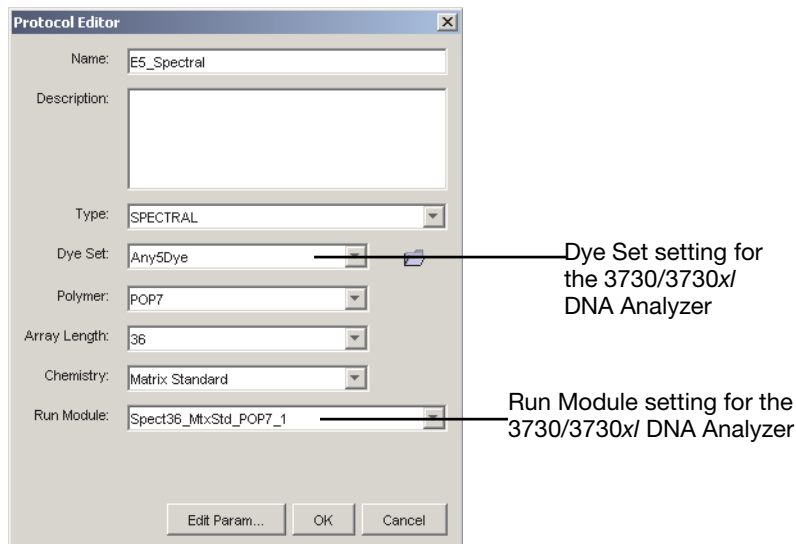 Protocol Editor
Name: E5_Spectral
Description:
Type: SPECTRAL
Dye Set: Any5Dye
Dye Set setting for
the 3730/3730xl
DNA Analyzer
Polymer: POP7
Array Length: 36
Chemistry: Matrix Standard
Run Module: Spect36_MtxStd_POP7_1
Run Module setting for the
3730/3730xl DNA Analyzer
Edit Param... OK Cancel